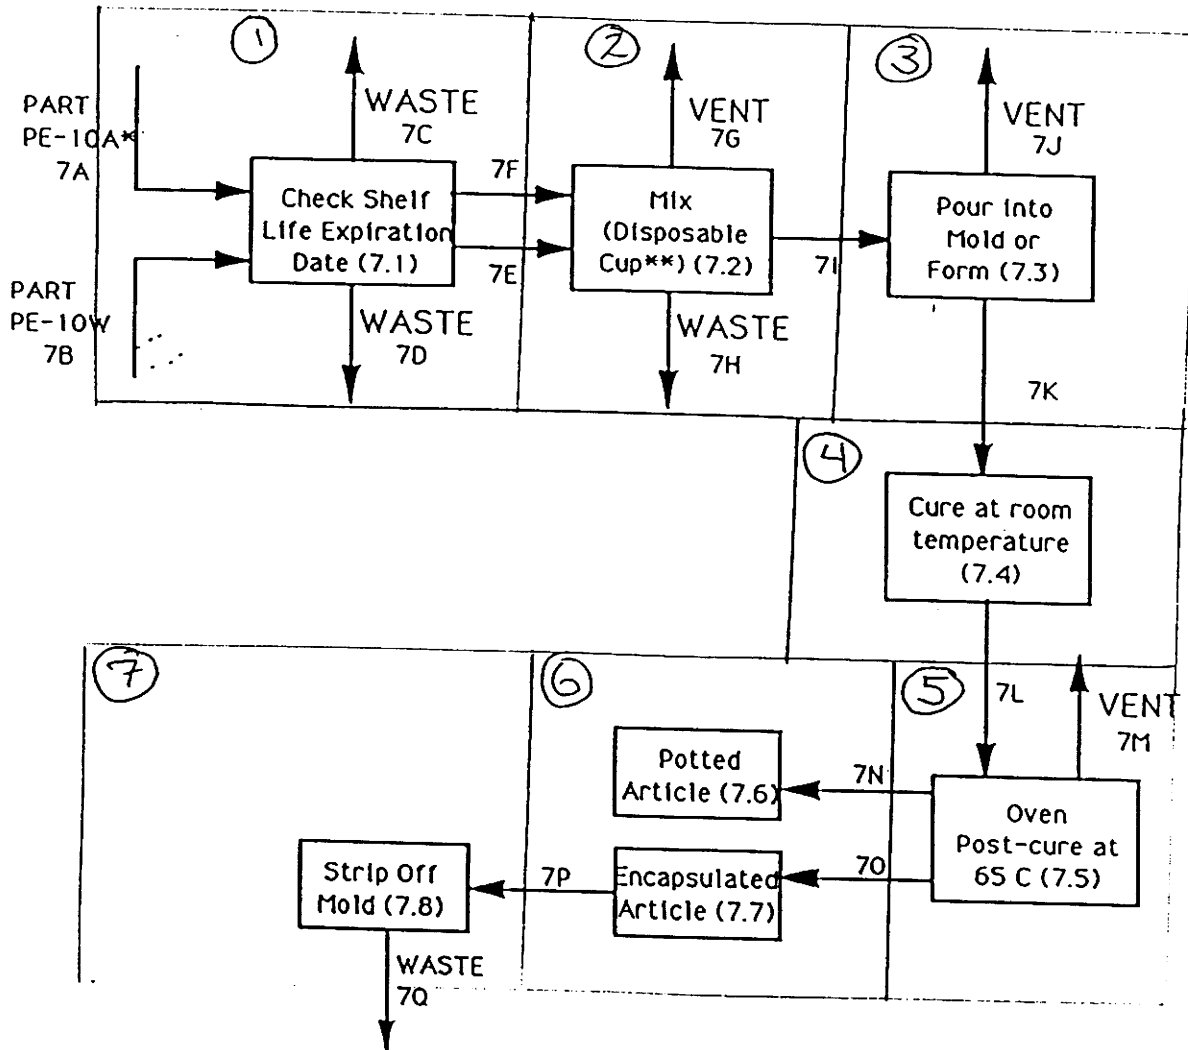 1
2
3
PART
PE-10A*
7A
WASTE
7C
7F
VENT
7G
VENT
7J
Check Shelf
Life Expiration
Date (7.1)
Mix
(Disposable
Cup**) (7.2)
Pour into
Mold or
Form (7.3)
7E
7I
PART
PE-10W
7B
WASTE
7D
WASTE
7H
7K
4
Cure at room
temperature
(7.4)
7
6
5
7L
VENT
7M
Potted
Article (7.6)
7N
Oven
Post-cure at
65 C (7.5)
Strip Off
Mold (7.8)
7P
Encapsulated
Article (7.7)
7O
WASTE
7Q